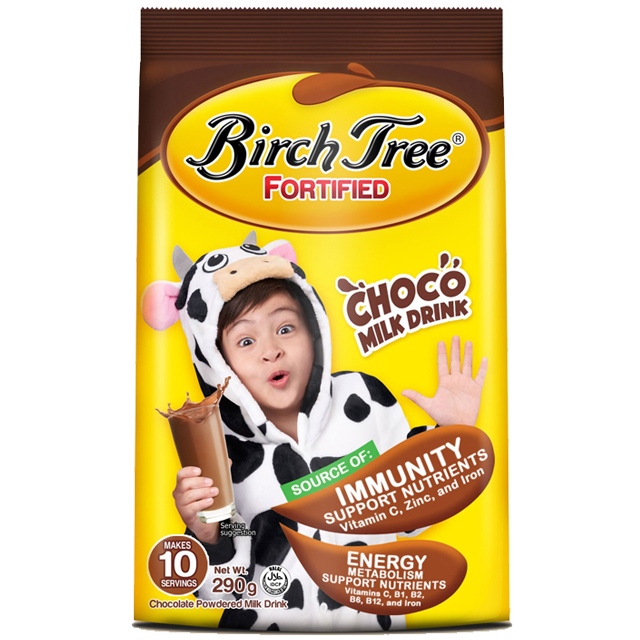 Birch Tree®
FORTIFIED
CHOCO
MILK DRINK
SOURCE OF:
IMMUNITY
SUPPORT NUTRIENTS
Vitamin C, Zinc, and Iron
Serving
suggestion
ENERGY
METABOLISM
SUPPORT NUTRIENTS
Vitamins C, B1, B2,
B6, B12, and Iron
MAKES
10
SERVINGS
Net Wt.
290g
HALAL
IDCP
Chocolate Powdered Milk Drink